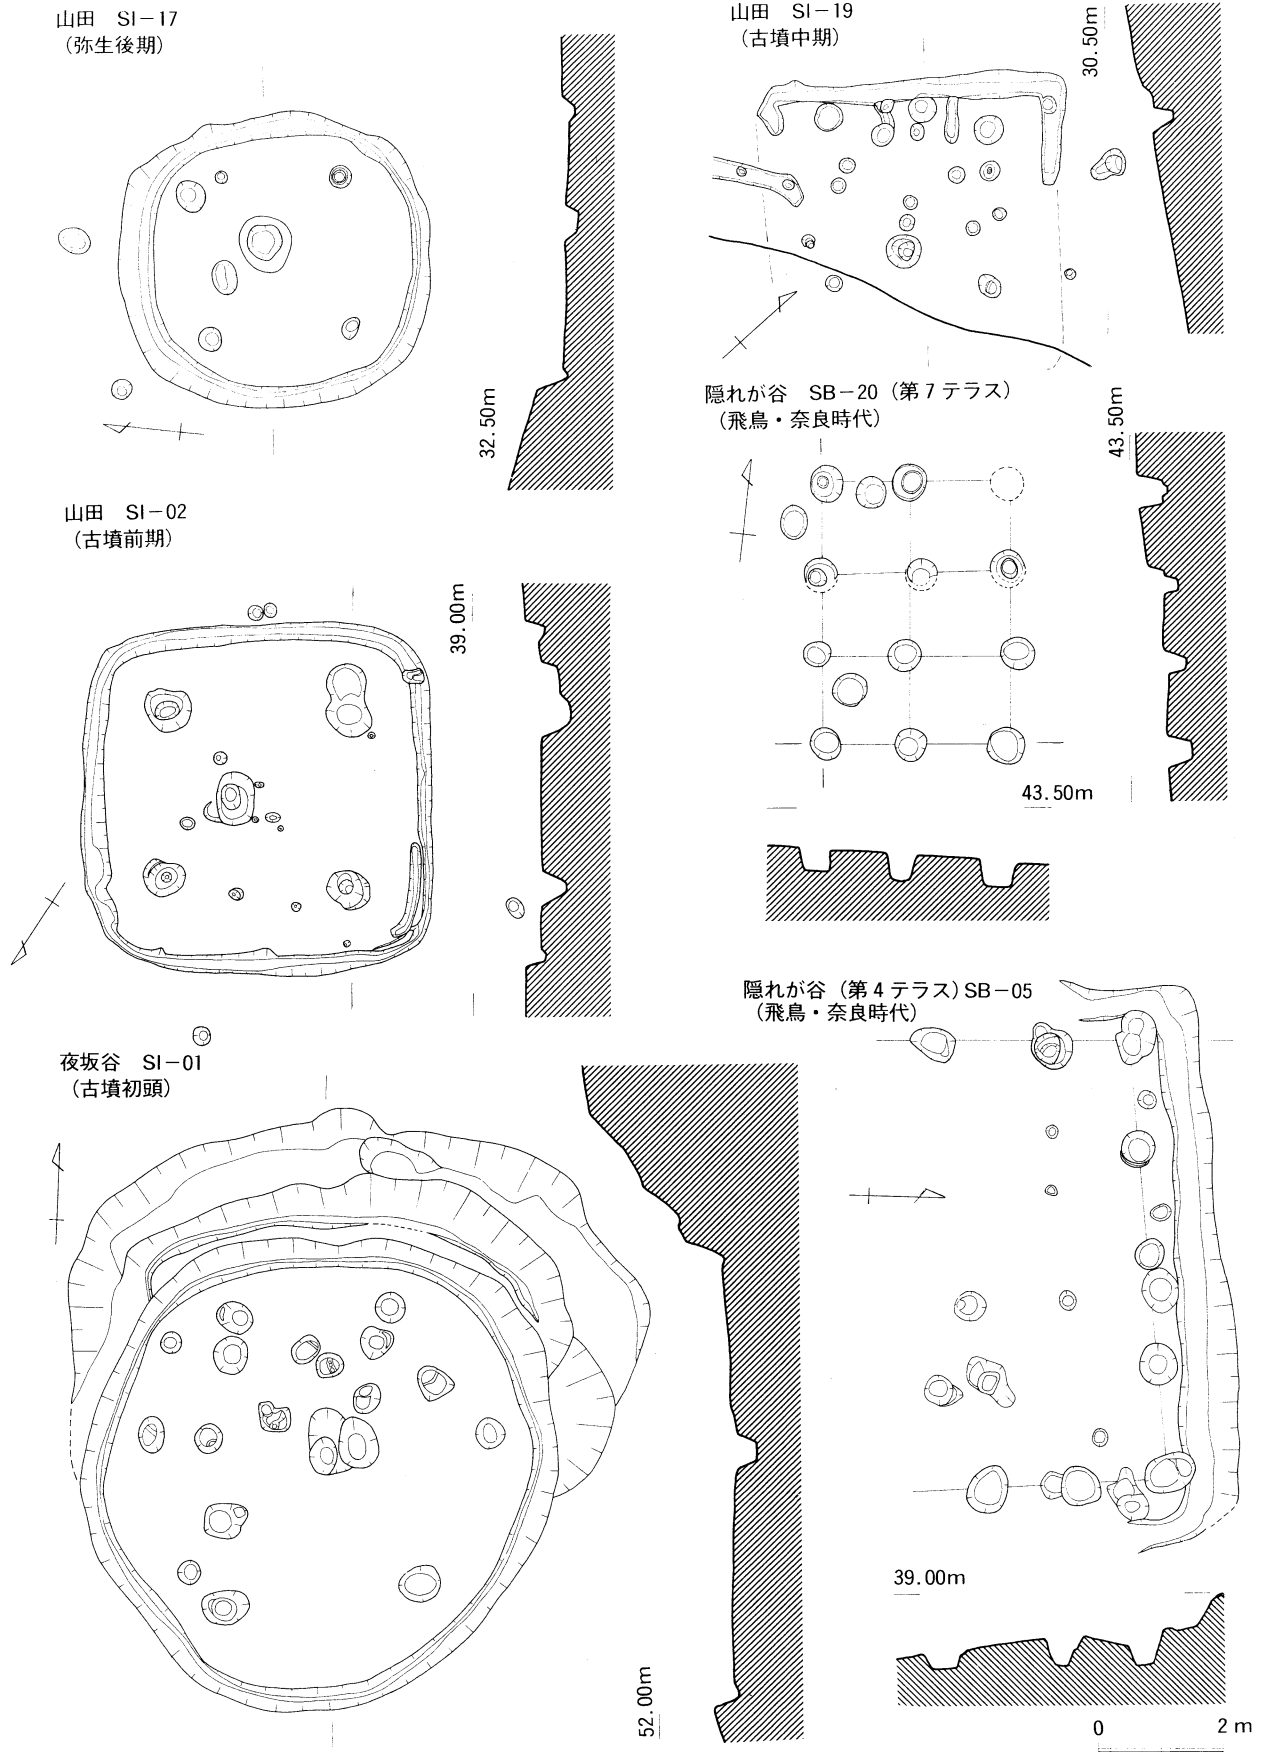 山田 SI-17
(弥生後期)
32.50m
山田 SI-02
(古墳前期)
39.00m
夜坂谷 SI-01
(古墳初頭)
52.00m
山田 SI-19
(古墳中期)
30.50m
隠れが谷 SB-20 (第7テラス)
(飛鳥・奈良時代)
43.50m
43.50m
隠れが谷 (第4テラス) SB-05
(飛鳥・奈良時代)
39.00m
0 2m